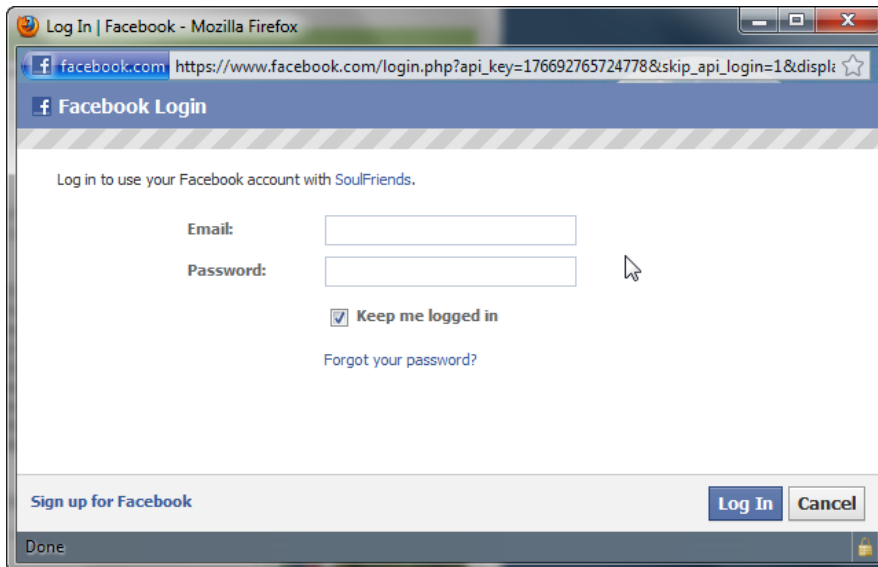 Log In | Facebook - Mozilla Firefox
facebook.com https://www.facebook.com/login.php?api_key=176692765724778&skip_api_login=1&displa
Facebook Login
Log in to use your Facebook account with SoulFriends.
Email:
Password:
Keep me logged in
Forgot your password?
Sign up for Facebook Log In Cancel
Done